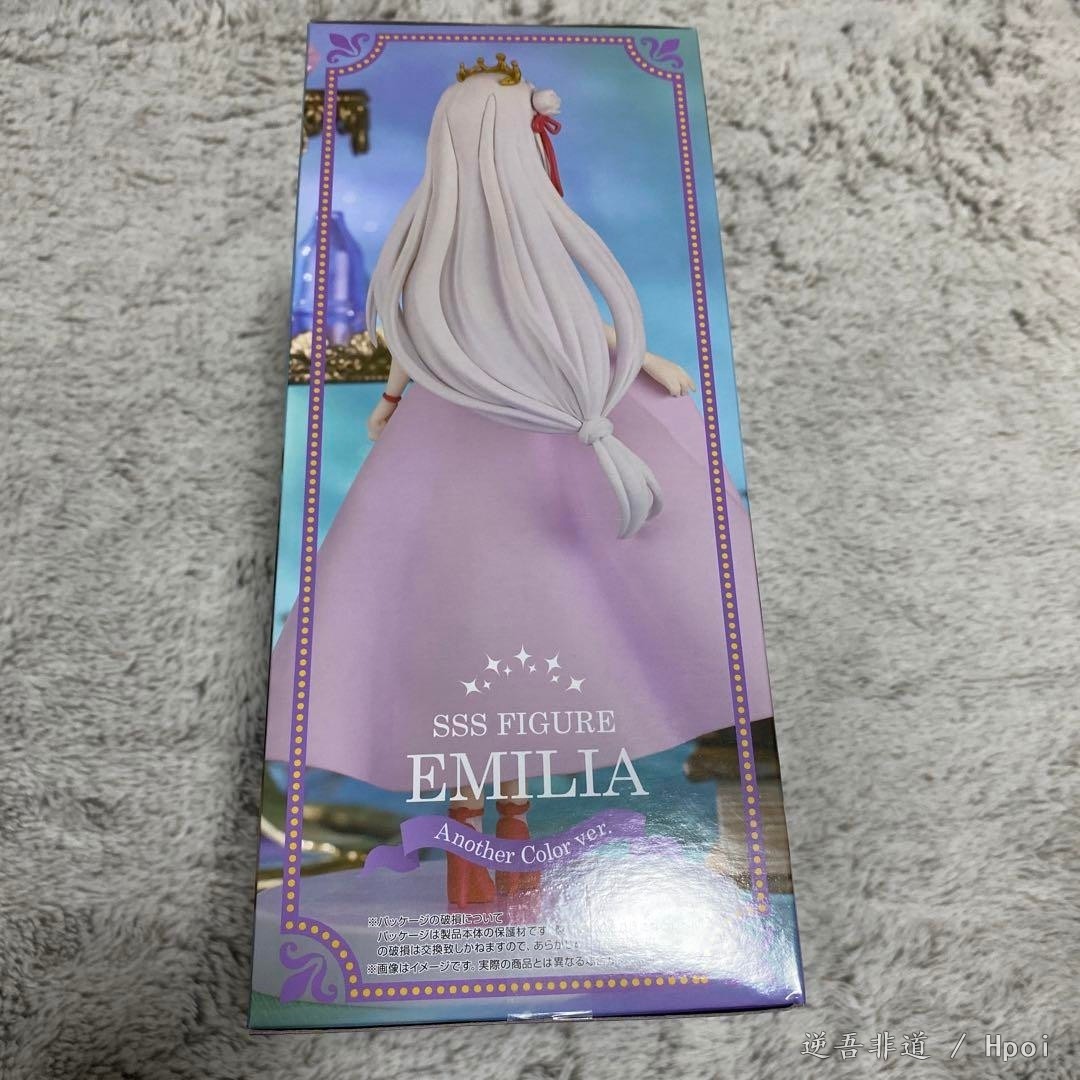 SSS FIGURE
EMILIA
Another Color ver.
※パッケージの破損について
パッケージは製品本体の保護材です
の破損は交換致しかねますので、あらか
※画像はイメージです。実際の商品とは異なる
逆吾非道 / Hpoi